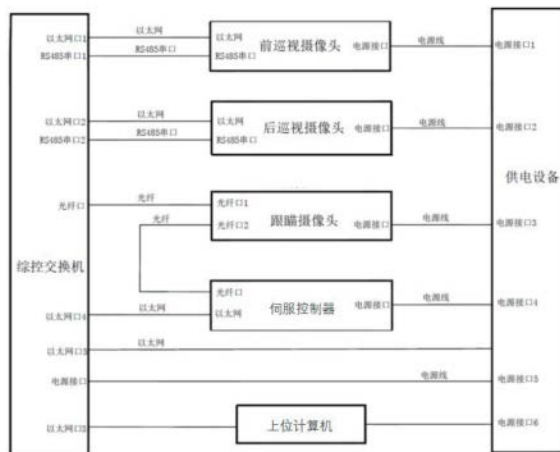 以太网口1
以太网
以太网
前巡视摄像头
电源接口
电源线
电源接口1
RS485串口1
RS485串口
RS485串口
以太网口2
以太网
以太网
后巡视摄像头
电源接口
电源线
电源接口2
RS485串口2
RS485串口
RS485串口
供电设备
光纤口
光纤
光纤口1
光纤
光纤口2
跟瞄摄像头
电源接口
电源线
电源接口3
综控交换机
光纤口
伺服控制器
电源接口
电源线
电源接口4
以太网口4
以太网
以太网
以太网口3
以太网
电源接口
电源线
电源接口5
以太网口3
上位计算机
电源接口6